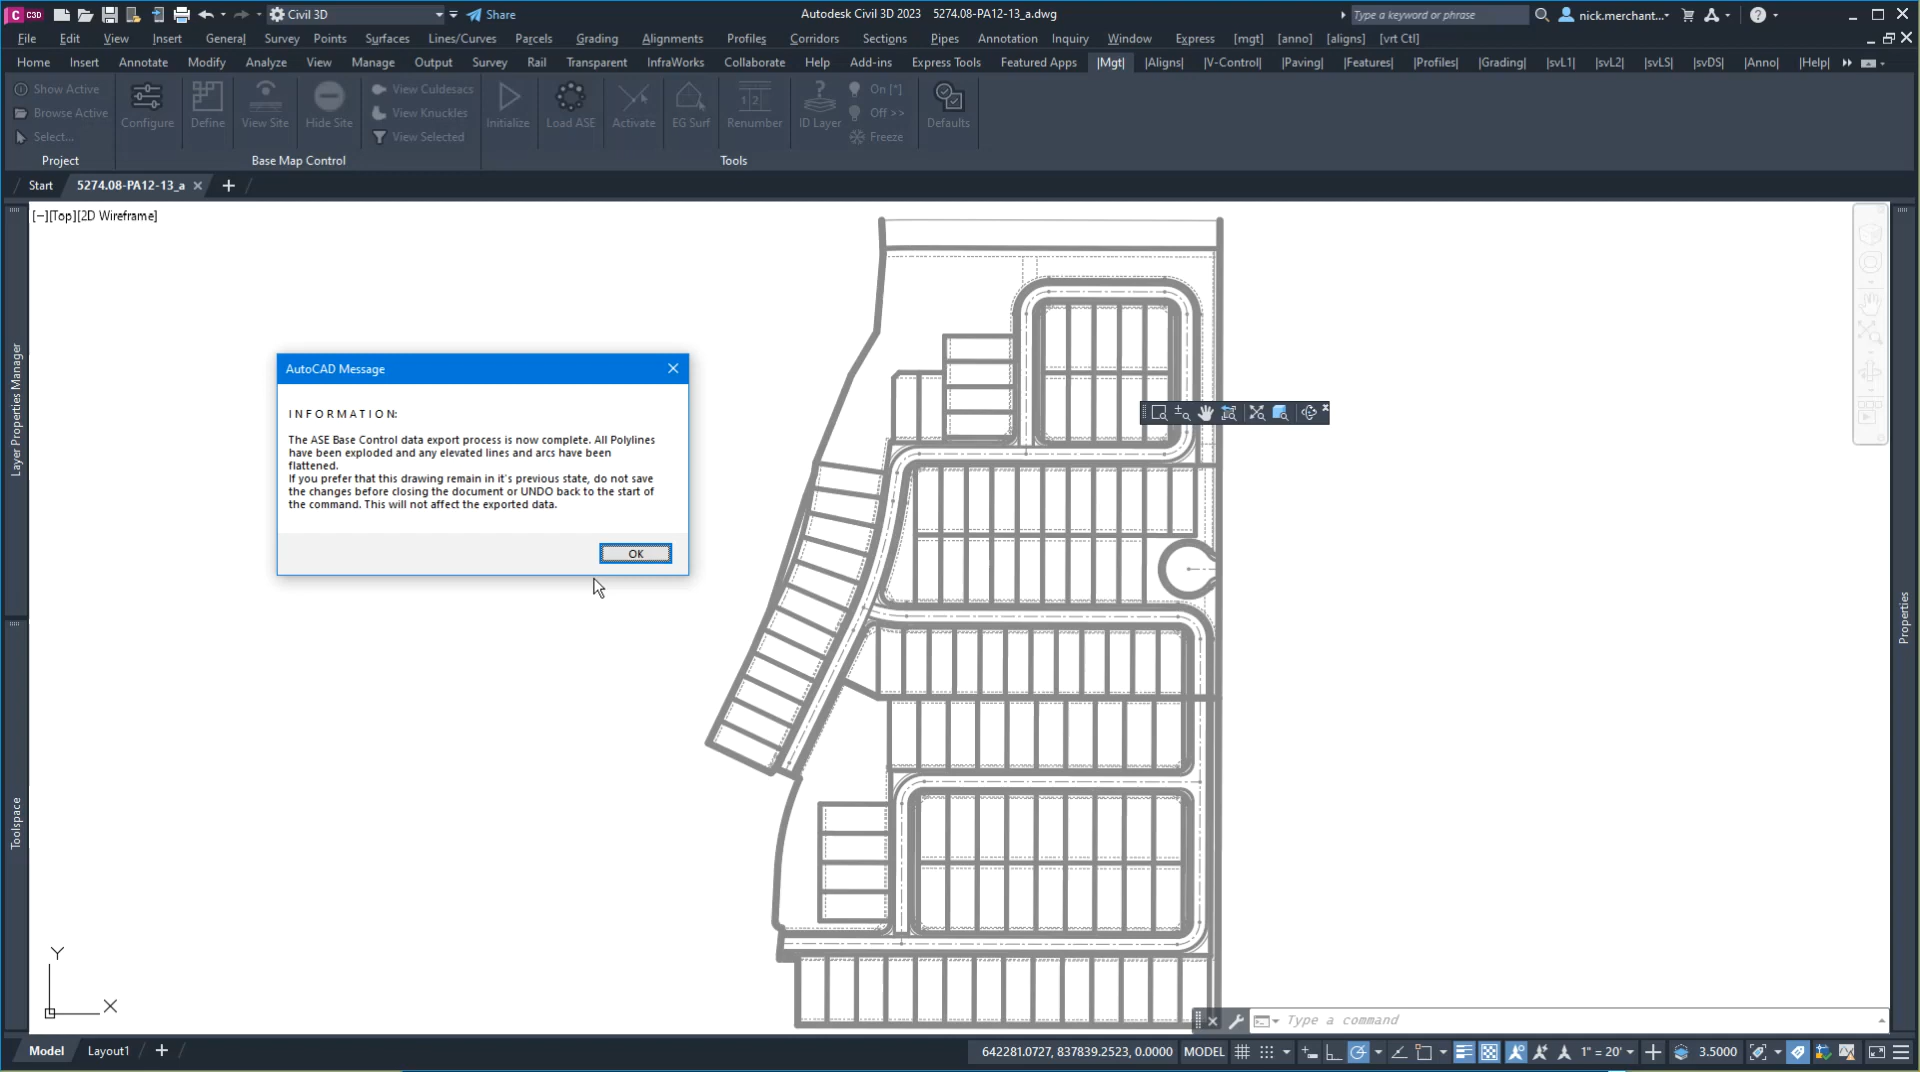 C3D
Civil 3D
Share
Autodesk Civil 3D 2023 5274.08-PA12-13_a.dwg
Type a keyword or phrase
nick.merchant...
File Edit View Insert General Survey Points Surfaces Lines/Curves Parcels Grading Alignments Profiles Corridors Sections Pipes Annotation Inquiry Window Express [mgt] [anno] [aligns] [vrt Ctl]
Home Insert Annotate Modify Analyze View Manage Output Survey Rail Transparent InfraWorks Collaborate Help Add-ins Express Tools Featured Apps |Mgt| |Aligns| |V-Control| |Paving| |Features| |Profiles| |Grading| |svL1| |svL2| |svLS| |svDS| |Anno| |Help|
Show Active
Browse Active
Select...
Configure
Define
View Site
Hide Site
View Culdesacs
View Knuckles
View Selected
Initialize
Load ASE
Activate
EG Surf
Renumber
ID Layer
On [*]
Off >>
Freeze
Defaults
Project
Base Map Control
Tools
Start
5274.08-PA12-13_a
[–][Top][2D Wireframe]
Layer Properties Manager
Toolspace
Properties
AutoCAD Message
I N F O R M A T I O N:
The ASE Base Control data export process is now complete. All Polylines
have been exploded and any elevated lines and arcs have been
flattened.
If you prefer that this drawing remain in it's previous state, do not save
the changes before closing the document or UNDO back to the start of
the command. This will not affect the exported data.
OK
Y
X
Type a command
Model
Layout1
642281.0727, 837839.2523, 0.0000 MODEL
1" = 20'
3.5000